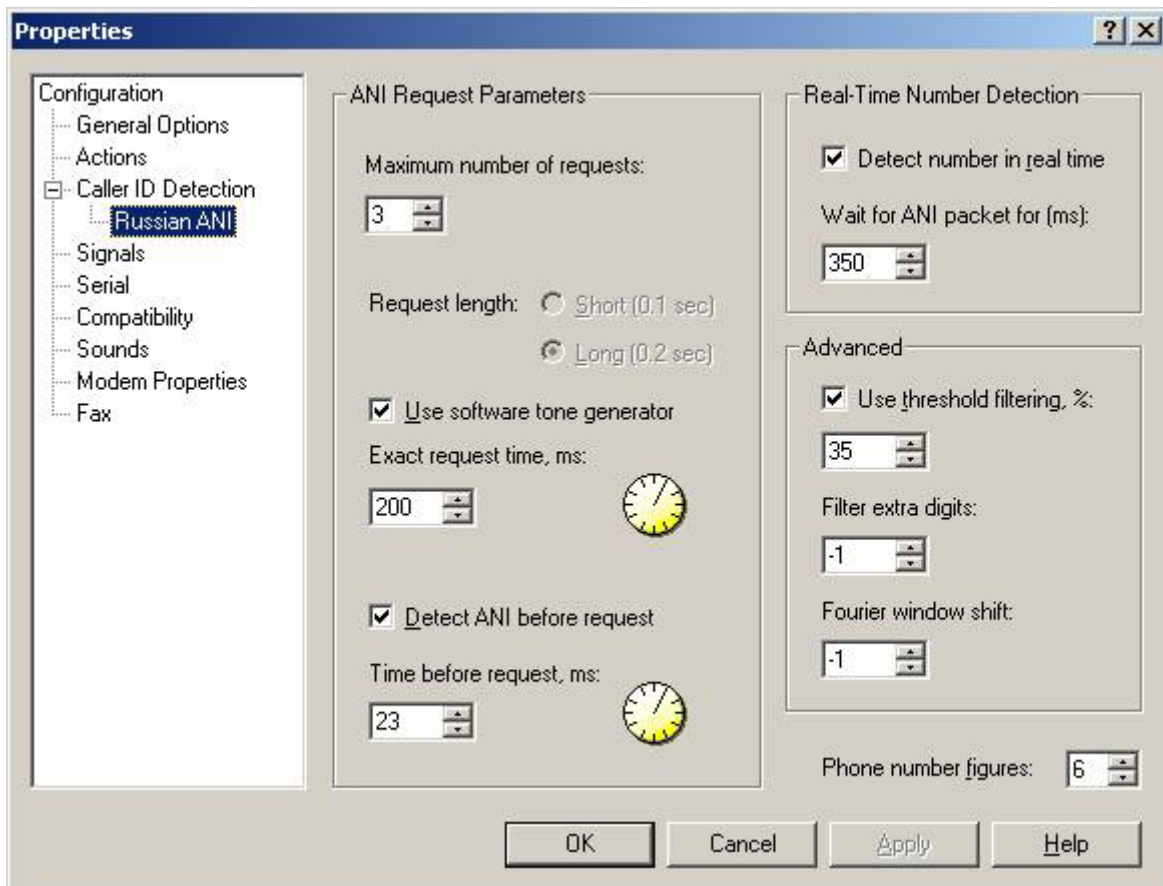 Properties
Configuration
General Options
Actions
Caller ID Detection
Russian ANI
Signals
Serial
Compatibility
Sounds
Modem Properties
Fax
ANI Request Parameters
Maximum number of requests:
3
Request length:
Short (0.1 sec)
Long (0.2 sec)
Use software tone generator
Exact request time, ms:
200
Detect ANI before request
Time before request, ms:
23
Real-Time Number Detection
Detect number in real time
Wait for ANI packet for (ms):
350
Advanced
Use threshold filtering, %:
35
Filter extra digits:
-1
Fourier window shift:
-1
Phone number figures:
6
OK
Cancel
Apply
Help